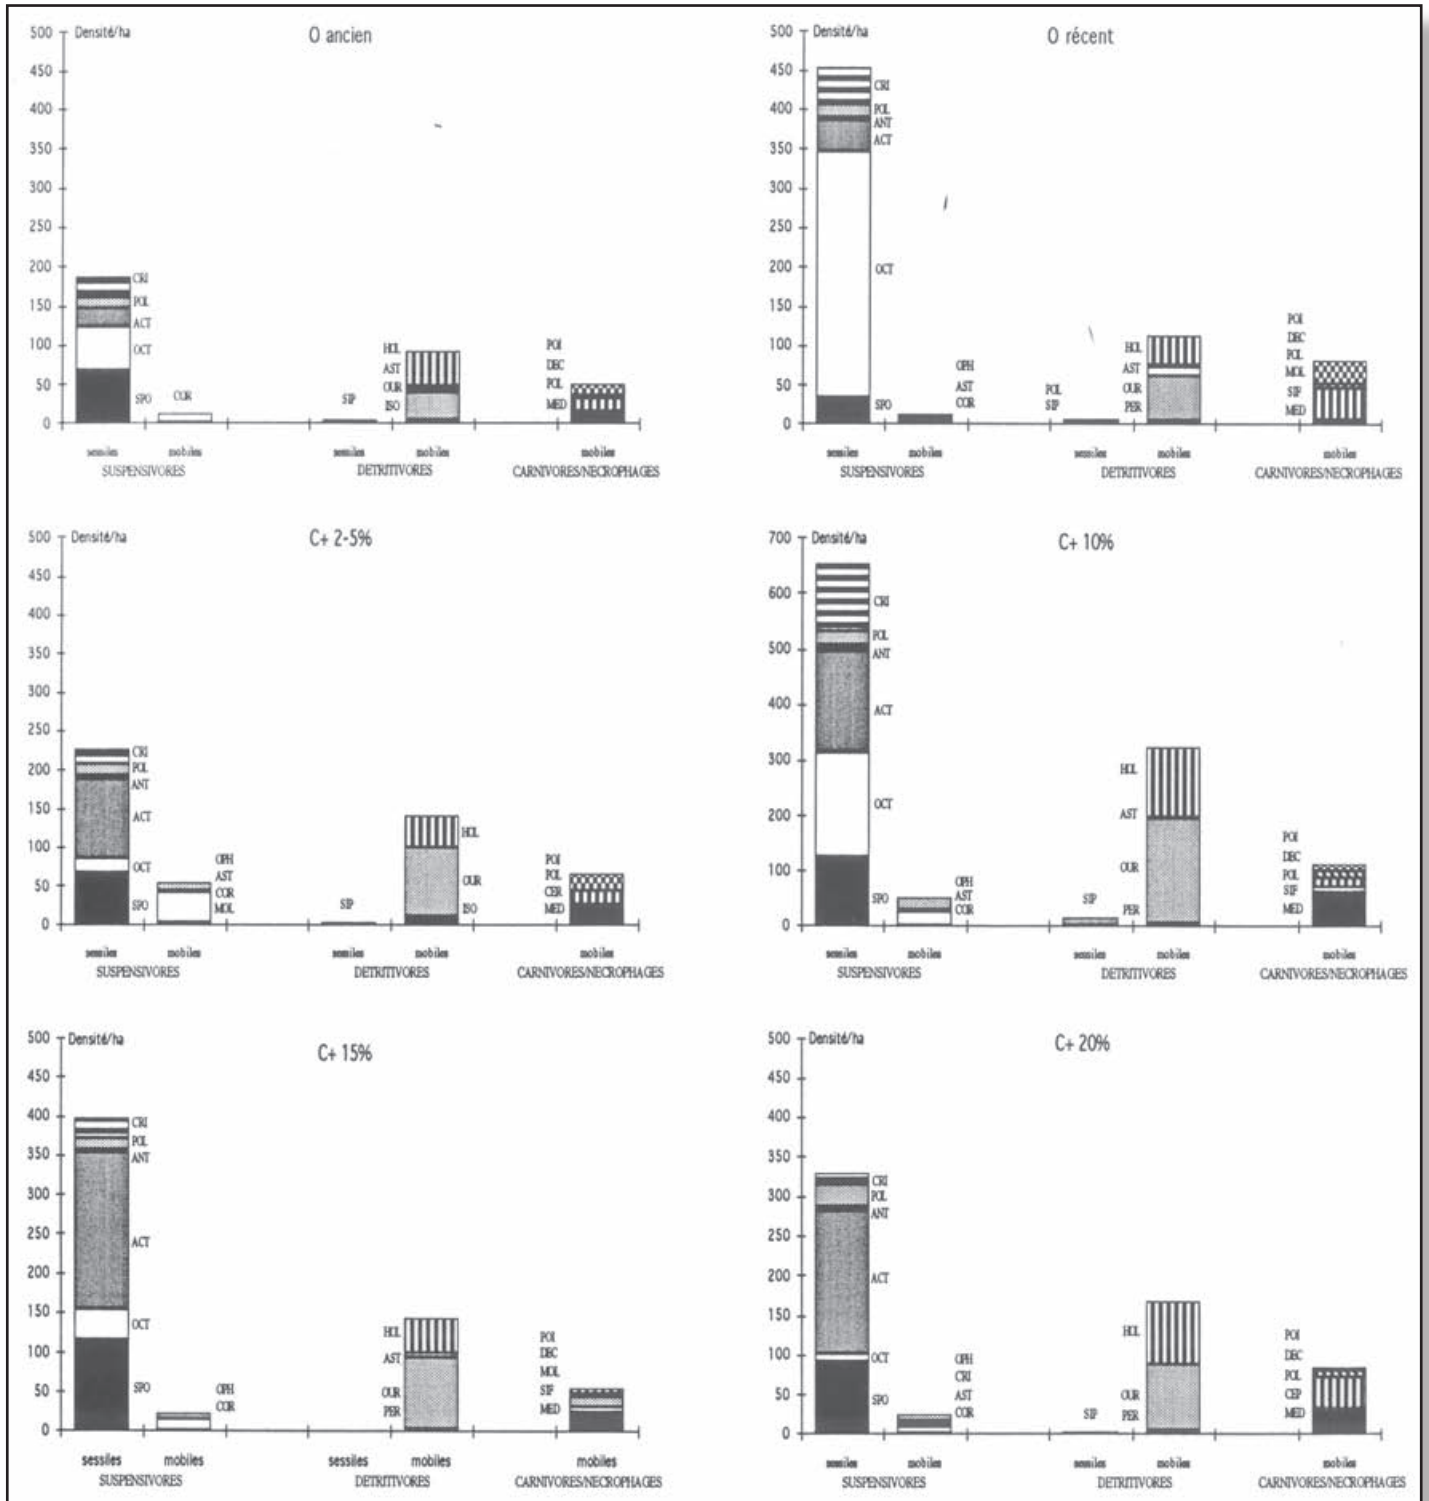 O ancien
Densité/ha
500
450
400
350
300
250
200
150
100
50
0
CRI
POL
ACT
OCT
SPO
COR
SIP
HOL
AST
OUR
ISO
POI
DEC
POL
MED
sessiles mobiles sessiles mobiles mobiles
SUSPENSIVORES DETRITIVORES CARNIVORES/NECROPHAGES
O récent
Densité/ha
500
450
400
350
300
250
200
150
100
50
0
CRI
POL
ANT
ACT
OCT
SPO
OPH
AST
COR
POL
SIP
HOL
AST
OUR
PER
POI
DEC
POL
MOL
SIF
MED
sessiles mobiles sessiles mobiles mobiles
SUSPENSIVORES DETRITIVORES CARNIVORES/NECROPHAGES
C+ 2-5%
Densité/ha
500
450
400
350
300
250
200
150
100
50
0
CRI
POL
ANT
ACT
OCT
SPO
OPH
AST
COR
MOL
SIP
HOL
OUR
ISO
POI
POL
CER
MED
sessiles mobiles sessiles mobiles mobiles
SUSPENSIVORES DETRITIVORES CARNIVORES/NECROPHAGES
C+ 10%
Densité/ha
700
600
500
400
300
200
100
0
CRI
POL
ANT
ACT
OCT
SPO
OPH
AST
COR
SIP
HOL
AST
OUR
PER
POI
DEC
POL
SIF
MED
sessiles mobiles sessiles mobiles mobiles
SUSPENSIVORES DETRITIVORES CARNIVORES/NECROPHAGES
C+ 15%
Densité/ha
500
450
400
350
300
250
200
150
100
50
0
CRI
POL
ANT
ACT
OCT
SPO
OPH
COR
HOL
AST
OUR
PER
POI
DEC
MOL
SIF
MED
sessiles mobiles sessiles mobiles mobiles
SUSPENSIVORES DETRITIVORES CARNIVORES/NECROPHAGES
C+ 20%
Densité/ha
500
450
400
350
300
250
200
150
100
50
0
CRI
POL
ANT
ACT
OCT
SPO
OPH
CRI
AST
COR
SIP
HOL
OUR
PER
POI
DEC
POL
CEP
MED
sessiles mobiles sessiles mobiles mobiles
SUSPENSIVORES DETRITIVORES CARNIVORES/NECROPHAGES